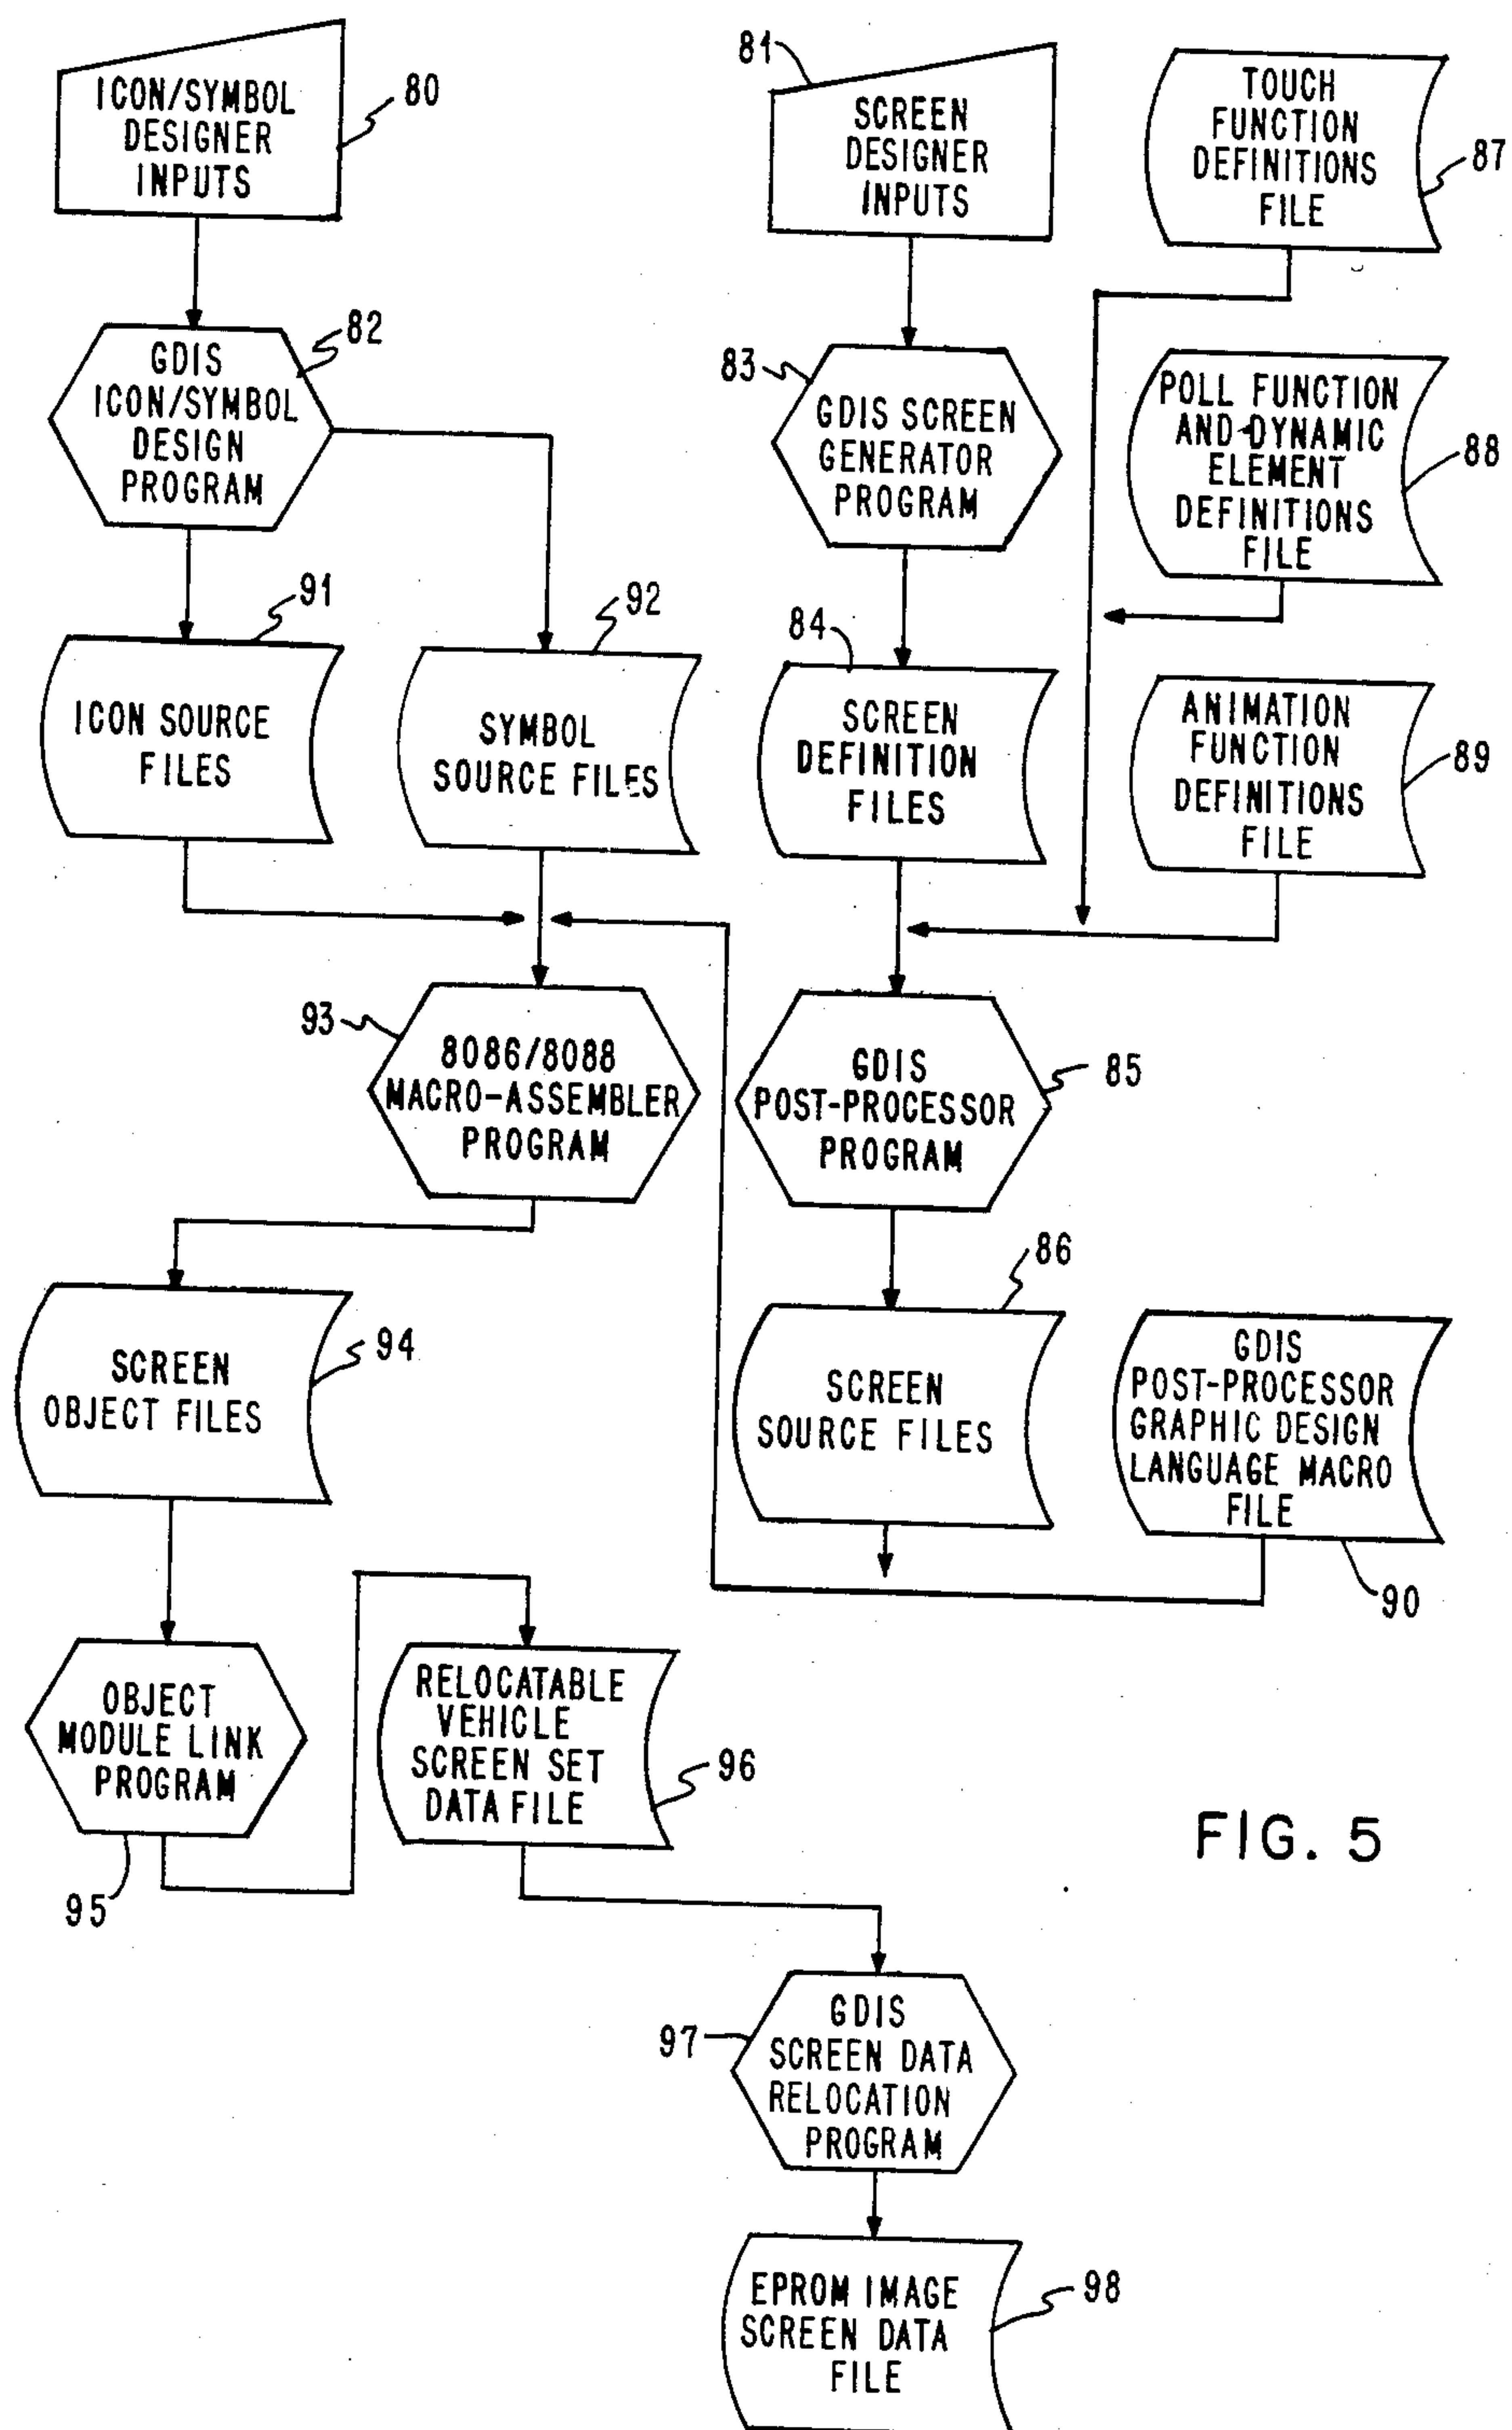 ICON/SYMBOL
DESIGNER
INPUTS
80
81
SCREEN
DESIGNER
INPUTS
TOUCH
FUNCTION
DEFINITIONS
FILE
87
GDIS
ICON/SYMBOL
DESIGN
PROGRAM
82
83
GDIS SCREEN
GENERATOR
PROGRAM
POLL FUNCTION
AND DYNAMIC
ELEMENT
DEFINITIONS
FILE
88
91
ICON SOURCE
FILES
92
SYMBOL
SOURCE FILES
84
SCREEN
DEFINITION
FILES
ANIMATION
FUNCTION
DEFINITIONS
FILE
89
93
8086/8088
MACRO-ASSEMBLER
PROGRAM
GDIS
POST-PROCESSOR
PROGRAM
85
94
SCREEN
OBJECT FILES
86
SCREEN
SOURCE FILES
GDIS
POST-PROCESSOR
GRAPHIC DESIGN
LANGUAGE MACRO
FILE
90
OBJECT
MODULE LINK
PROGRAM
95
RELOCATABLE
VEHICLE
SCREEN SET
DATA FILE
96
FIG. 5
97
GDIS
SCREEN DATA
RELOCATION
PROGRAM
EPROM IMAGE
SCREEN DATA
FILE
98